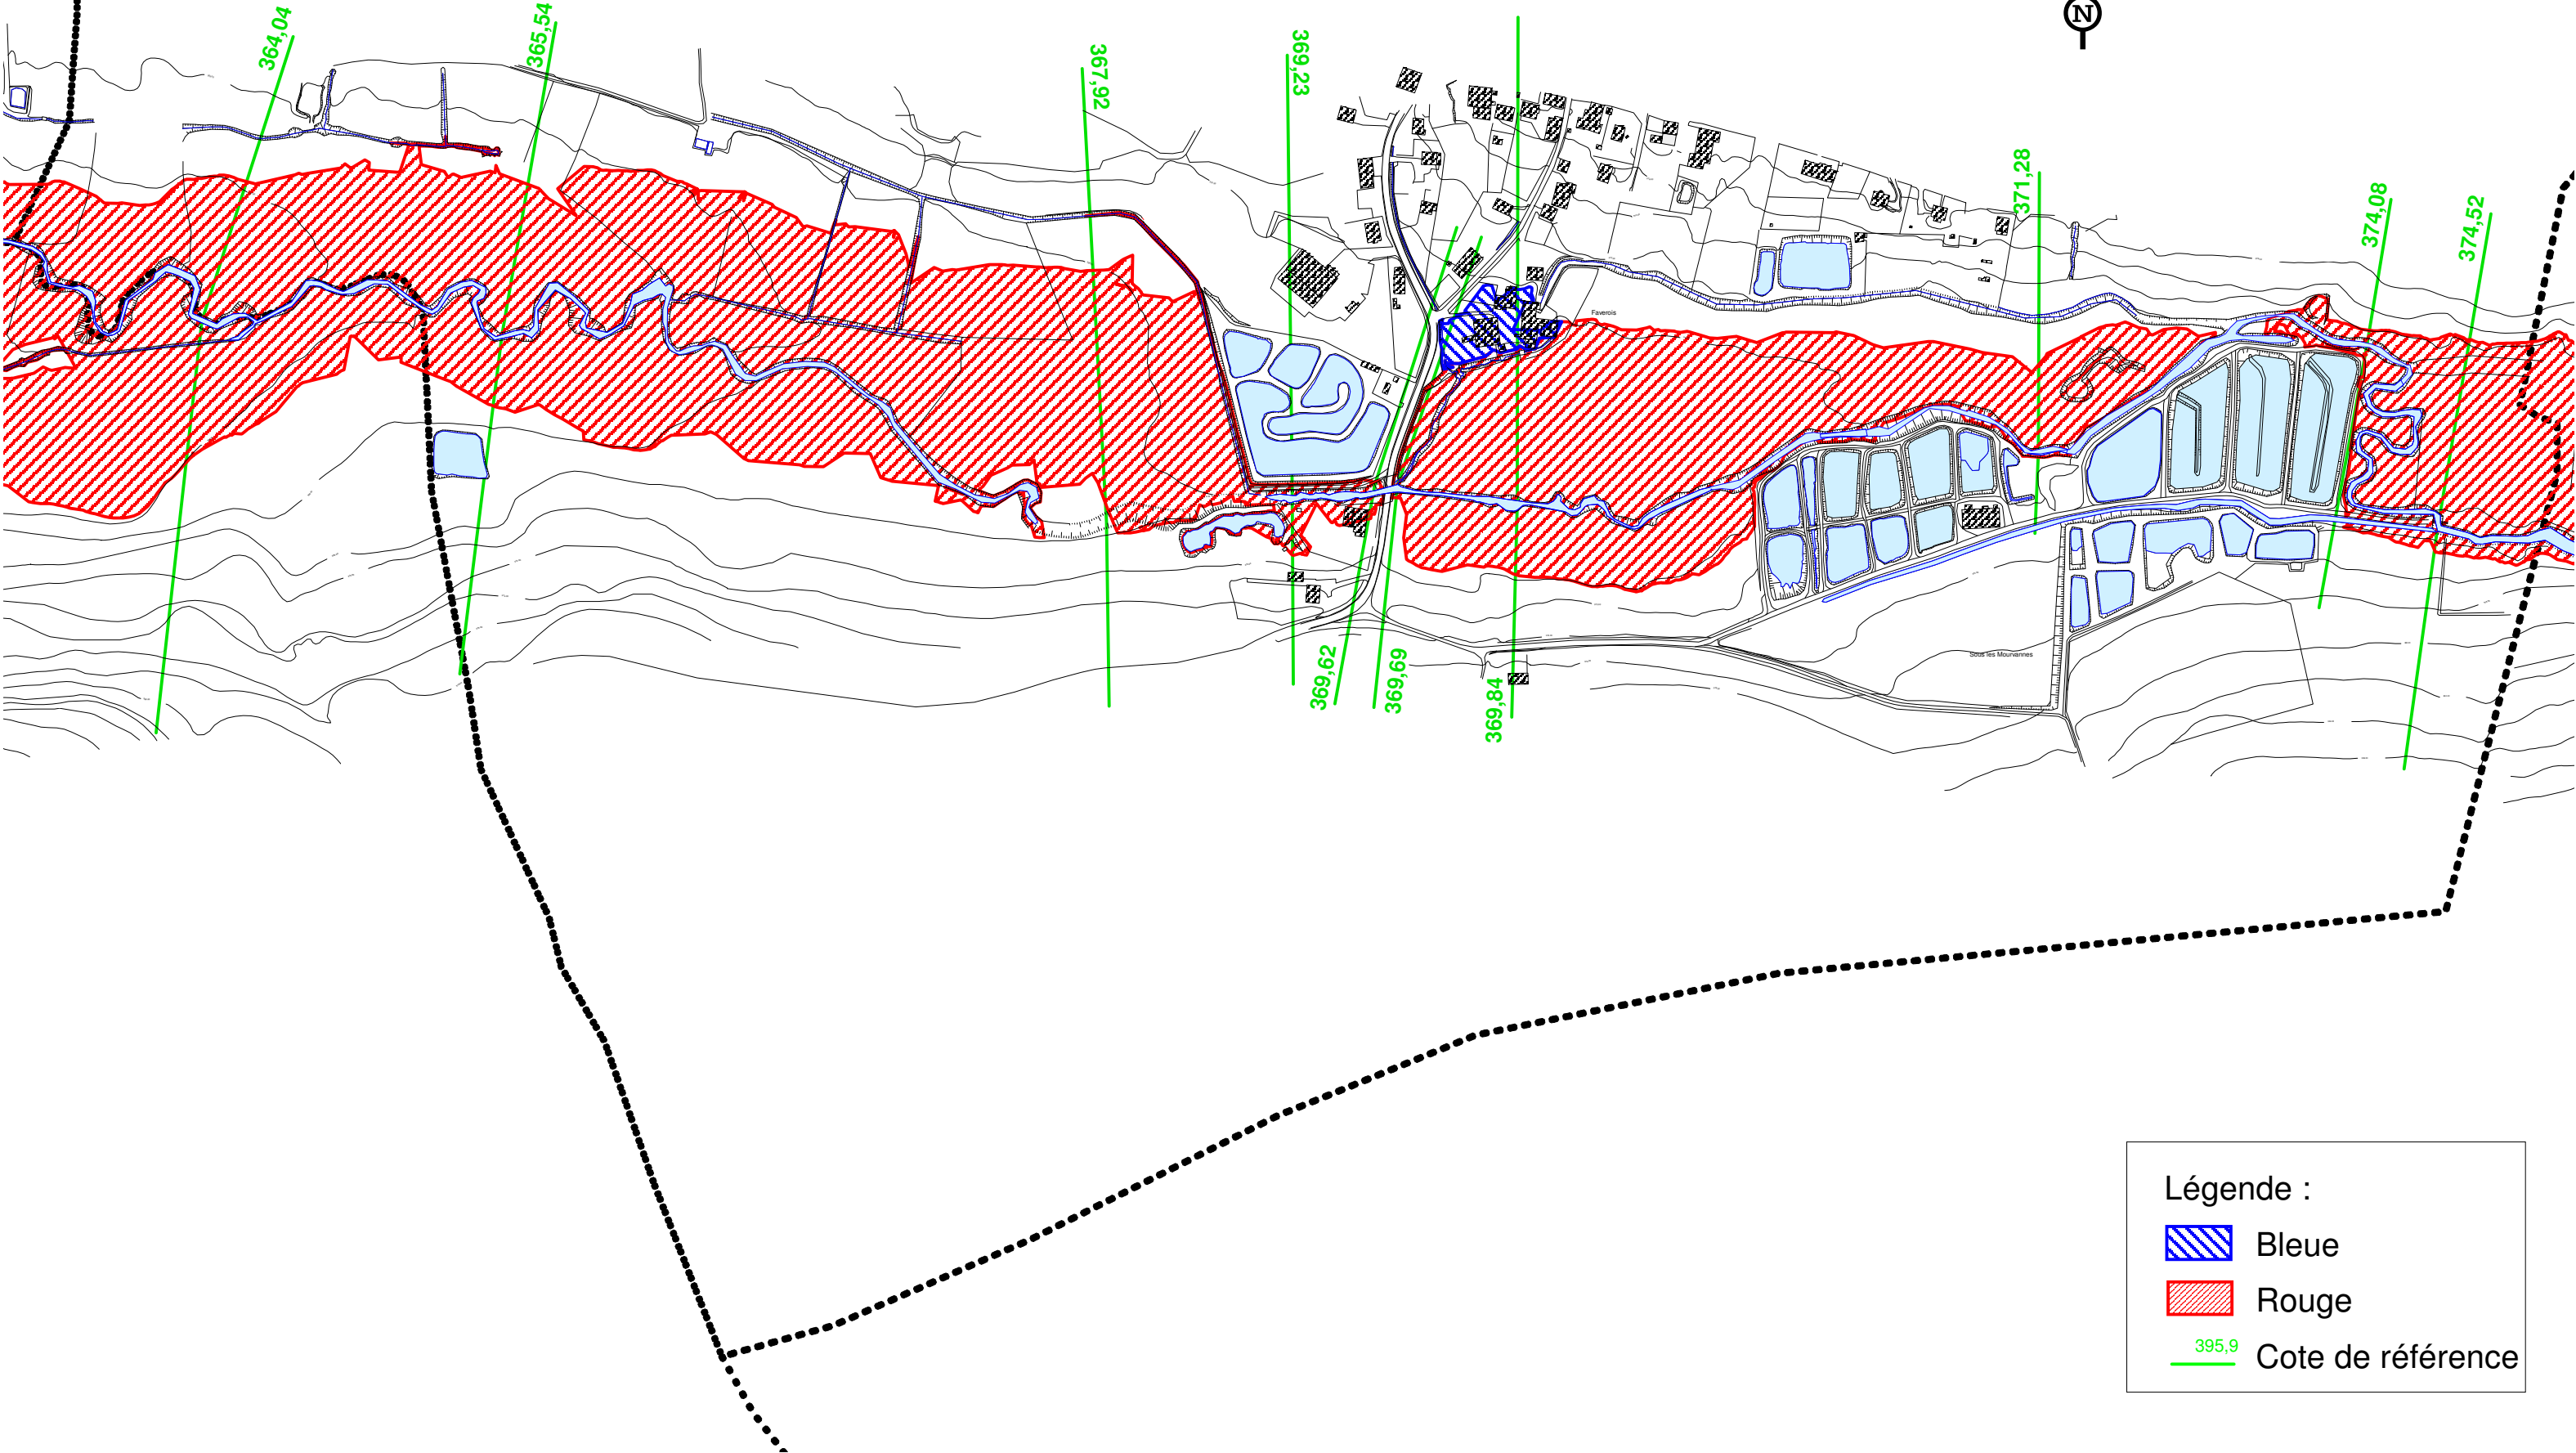 N
364,04
365,54
367,92
369,23
371,28
374,08
374,52
Faverois
369,62
369,69
369,84
Sous les Mourvannes
Légende :
Bleue
Rouge
395,9 Cote de référence